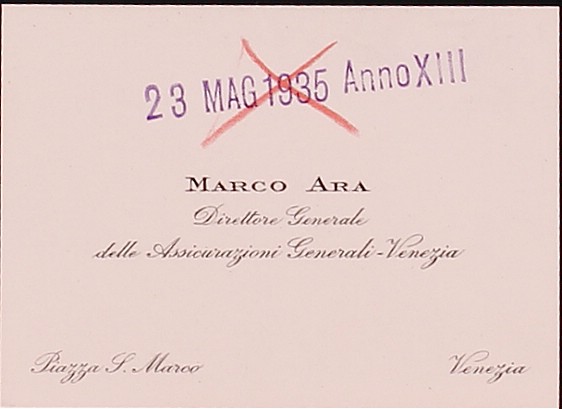 23 MAG 1935 Anno XIII
MARCO ARA
Direttore Generale
delle Assicurazioni Generali - Venezia
Piazza S. Marco Venezia